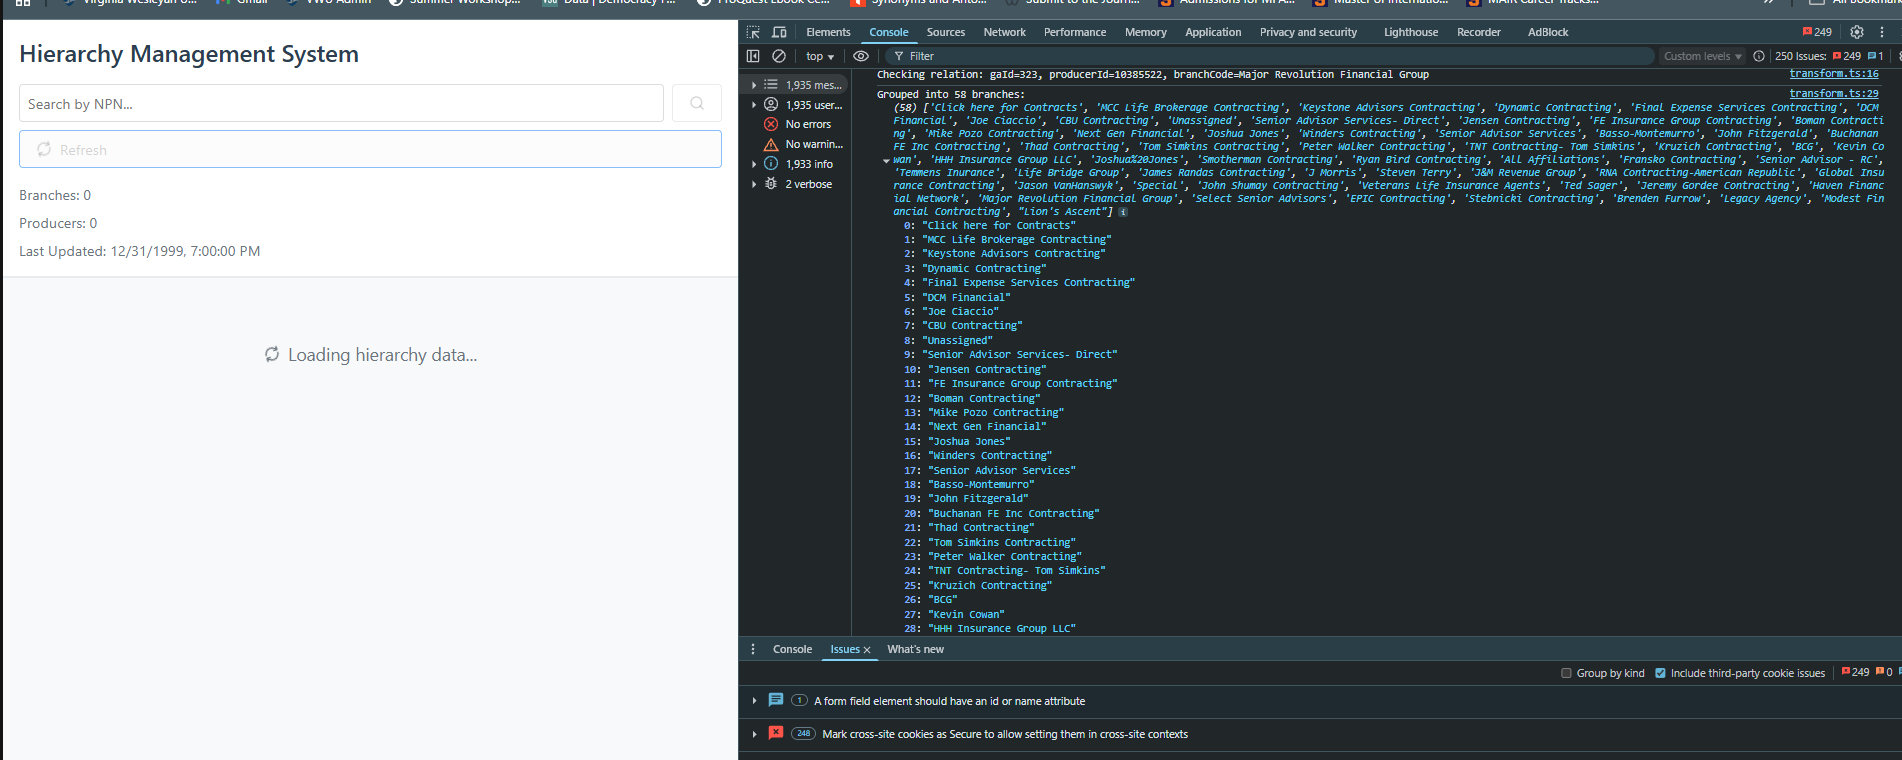 Gmail
VWO Admin
Summer Workshop...
Data | Democracy F...
ProQuest Ebook Ce...
Synonyms and Anto...
Submit to the Journ...
Admissions for MPA...
Master of Internatio...
MAIR Career Tracks...
All Bookmarks
Hierarchy Management System
Search by NPN...
Refresh
Branches: 0
Producers: 0
Last Updated: 12/31/1999, 7:00:00 PM
Loading hierarchy data...
Elements Console Sources Network Performance Memory Application Privacy and security Lighthouse Recorder AdBlock 249
top Filter Custom levels 250 Issues: 249 1
1,935 mes...
1,935 user...
No errors
No warnin...
1,933 info
2 verbose
Checking relation: gaId=323, producerId=10385522, branchCode=Major Revolution Financial Group transform.ts:16
Grouped into 58 branches: transform.ts:29
(58) ['Click here for Contracts', 'MCC Life Brokerage Contracting', 'Keystone Advisors Contracting', 'Dynamic Contracting', 'Final Expense Services Contracting', 'DCM
Financial', 'Joe Ciaccio', 'CBU Contracting', 'Unassigned', 'Senior Advisor Services- Direct', 'Jensen Contracting', 'FE Insurance Group Contracting', 'Boman Contracti
ng', 'Mike Pozo Contracting', 'Next Gen Financial', 'Joshua Jones', 'Winders Contracting', 'Senior Advisor Services', 'Basso-Montemurro', 'John Fitzgerald', 'Buchanan
FE Inc Contracting', 'Thad Contracting', 'Tom Simkins Contracting', 'Peter Walker Contracting', 'TNT Contracting- Tom Simkins', 'Kruzich Contracting', 'BCG', 'Kevin Co
wan', 'HHH Insurance Group LLC', 'Joshua%20Jones', 'Smotherman Contracting', 'Ryan Bird Contracting', 'All Affiliations', 'Fransko Contracting', 'Senior Advisor - RC',
'Temmens Inurance', 'Life Bridge Group', 'James Randas Contracting', 'J Morris', 'Steven Terry', 'J&M Revenue Group', 'RNA Contracting-American Republic', 'Global Insu
rance Contracting', 'Jason VanHanswyk', 'Special', 'John Shumay Contracting', 'Veterans Life Insurance Agents', 'Ted Sager', 'Jeremy Gordee Contracting', 'Haven Financ
ial Network', 'Major Revolution Financial Group', 'Select Senior Advisors', 'EPIC Contracting', 'Stebnicki Contracting', 'Brenden Furrow', 'Legacy Agency', 'Modest Fin
ancial Contracting', "Lion's Ascent"]
0: "Click here for Contracts"
1: "MCC Life Brokerage Contracting"
2: "Keystone Advisors Contracting"
3: "Dynamic Contracting"
4: "Final Expense Services Contracting"
5: "DCM Financial"
6: "Joe Ciaccio"
7: "CBU Contracting"
8: "Unassigned"
9: "Senior Advisor Services- Direct"
10: "Jensen Contracting"
11: "FE Insurance Group Contracting"
12: "Boman Contracting"
13: "Mike Pozo Contracting"
14: "Next Gen Financial"
15: "Joshua Jones"
16: "Winders Contracting"
17: "Senior Advisor Services"
18: "Basso-Montemurro"
19: "John Fitzgerald"
20: "Buchanan FE Inc Contracting"
21: "Thad Contracting"
22: "Tom Simkins Contracting"
23: "Peter Walker Contracting"
24: "TNT Contracting- Tom Simkins"
25: "Kruzich Contracting"
26: "BCG"
27: "Kevin Cowan"
28: "HHH Insurance Group LLC"
Console Issues What's new
Group by kind Include third-party cookie issues 249 0
1 A form field element should have an id or name attribute
248 Mark cross-site cookies as Secure to allow setting them in cross-site contexts